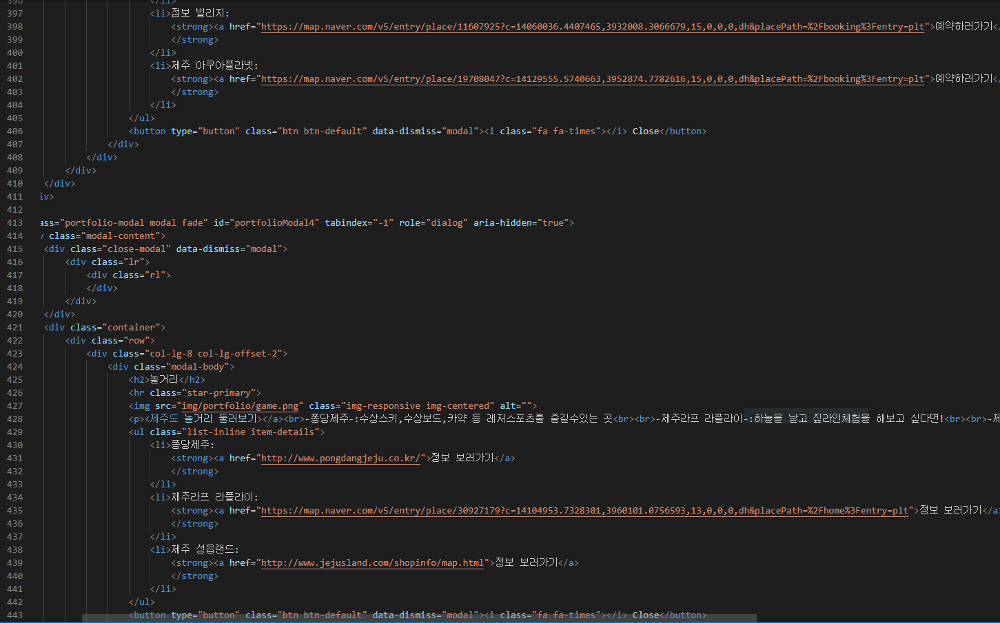 396 </li>
397 <li>점보 빌리지:
398 <strong><a href="https://map.naver.com/v5/entry/place/11607925?c=14060036.4407465,3932008.3066679,15,0,0,0,dh&placePath=%2Fbooking%3Fentry=plt">예약하러가기</
399 </strong>
400 </li>
401 <li>제주 아쿠아플라넷:
402 <strong><a href="https://map.naver.com/v5/entry/place/19708047?c=14129555.5740663,3952874.7782616,15,0,0,0,dh&placePath=%2Fbooking%3Fentry=plt">예약하러가기</
403 </strong>
404 </li>
405 </ul>
406 <button type="button" class="btn btn-default" data-dismiss="modal"><i class="fa fa-times"></i> Close</button>
407 </div>
408 </div>
409 </div>
410 </div>
411 iv>
412
413 ass="portfolio-modal modal fade" id="portfolioModal4" tabindex="-1" role="dialog" aria-hidden="true">
414 class="modal-content">
415 <div class="close-modal" data-dismiss="modal">
416 <div class="lr">
417 <div class="rl">
418 </div>
419 </div>
420 </div>
421 <div class="container">
422 <div class="row">
423 <div class="col-lg-8 col-lg-offset-2">
424 <div class="modal-body">
425 <h2>놀거리</h2>
426 <hr class="star-primary">
427 <img src="img/portfolio/game.png" class="img-responsive img-centered" alt="">
428 <p><제주도 놀거리 둘러보기></a><br>-퐁당제주-:수상스키,수상보드,카약 등 레저스포츠를 즐길수있는 곳<br><br>-제주라프 라플라이-:하늘을 날고 짚라인체험을 해보고 싶다면!<br><br>-제
429 <ul class="list-inline item-details">
430 <li>퐁당제주:
431 <strong><a href="http://www.pongdangjeju.co.kr/">정보 보러가기</a>
432 </strong>
433 </li>
434 <li>제주라프 라플라이:
435 <strong><a href="https://map.naver.com/v5/entry/place/30927179?c=14104953.7328301,3960101.0756593,13,0,0,0,dh&placePath=%2Fhome%3Fentry=plt">정보 보러가기</a>
436 </strong>
437 </li>
438 <li>제주 성읍랜드:
439 <strong><a href="http://www.jejusland.com/shopinfo/map.html">정보 보러가기</a>
440 </strong>
441 </li>
442 </ul>
443 <button type="button" class="btn btn-default" data-dismiss="modal"><i class="fa fa-times"></i> Close</button>